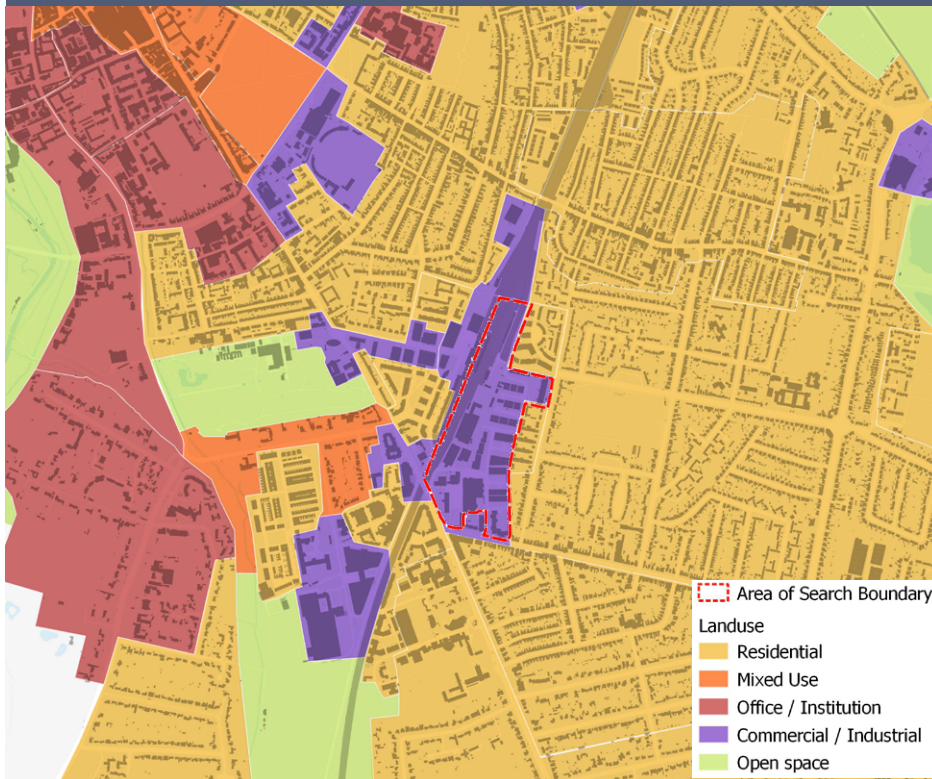 Area of Search Boundary
Landuse
Residential
Mixed Use
Office / Institution
Commercial / Industrial
Open space